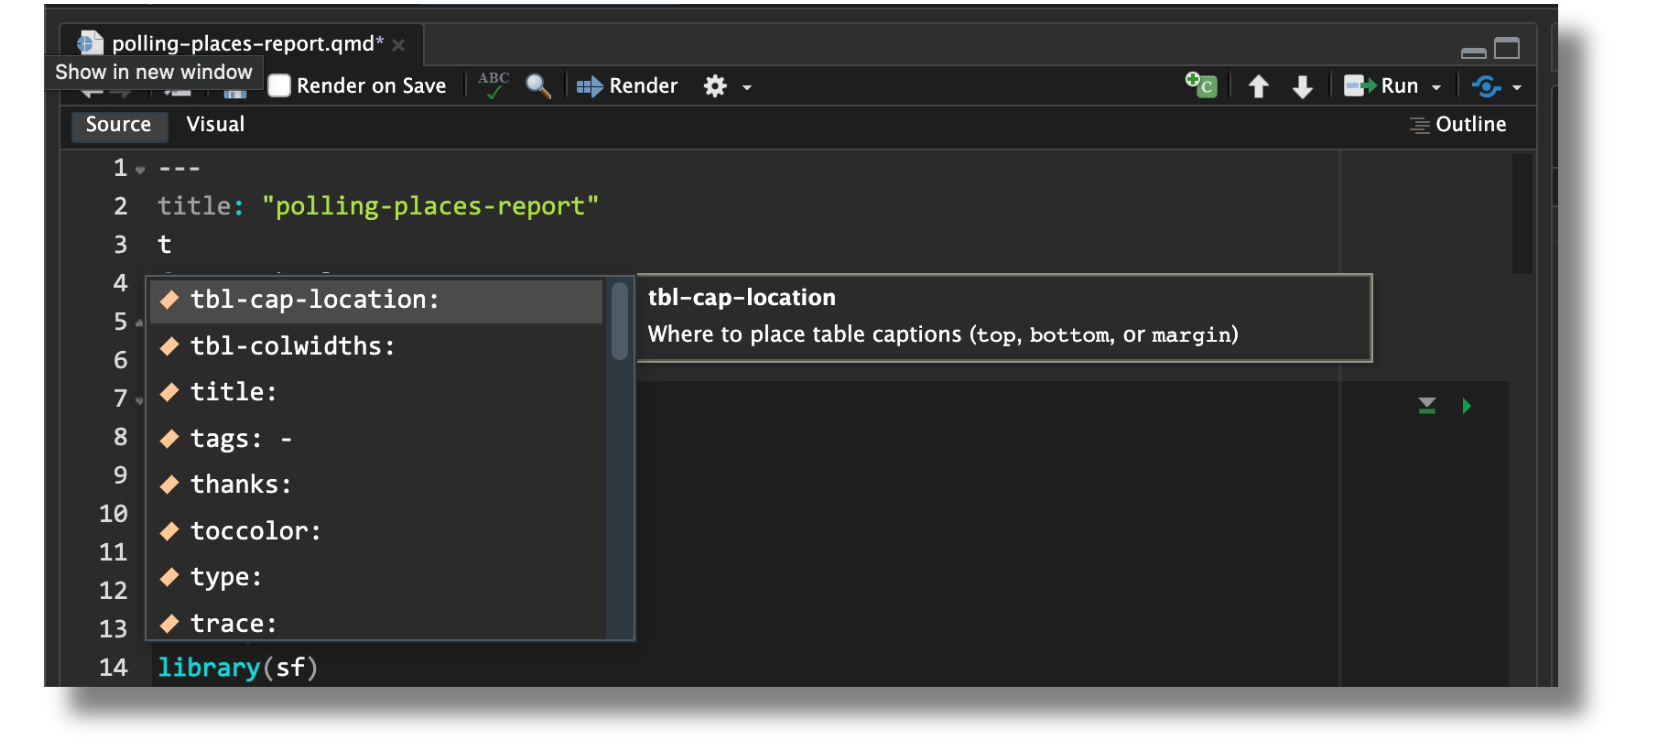 polling-places-report.qmd* ×
Show in new window
Render on Save ABC Render Run
Source Visual Outline
1 ---
2 title: "polling-places-report"
3 t
4
5
6
7
8
9
10
11
12
13
14 library(sf)
tbl-cap-location:
tbl-colwidths:
title:
tags: -
thanks:
toccolor:
type:
trace:
tbl-cap-location
Where to place table captions (top, bottom, or margin)